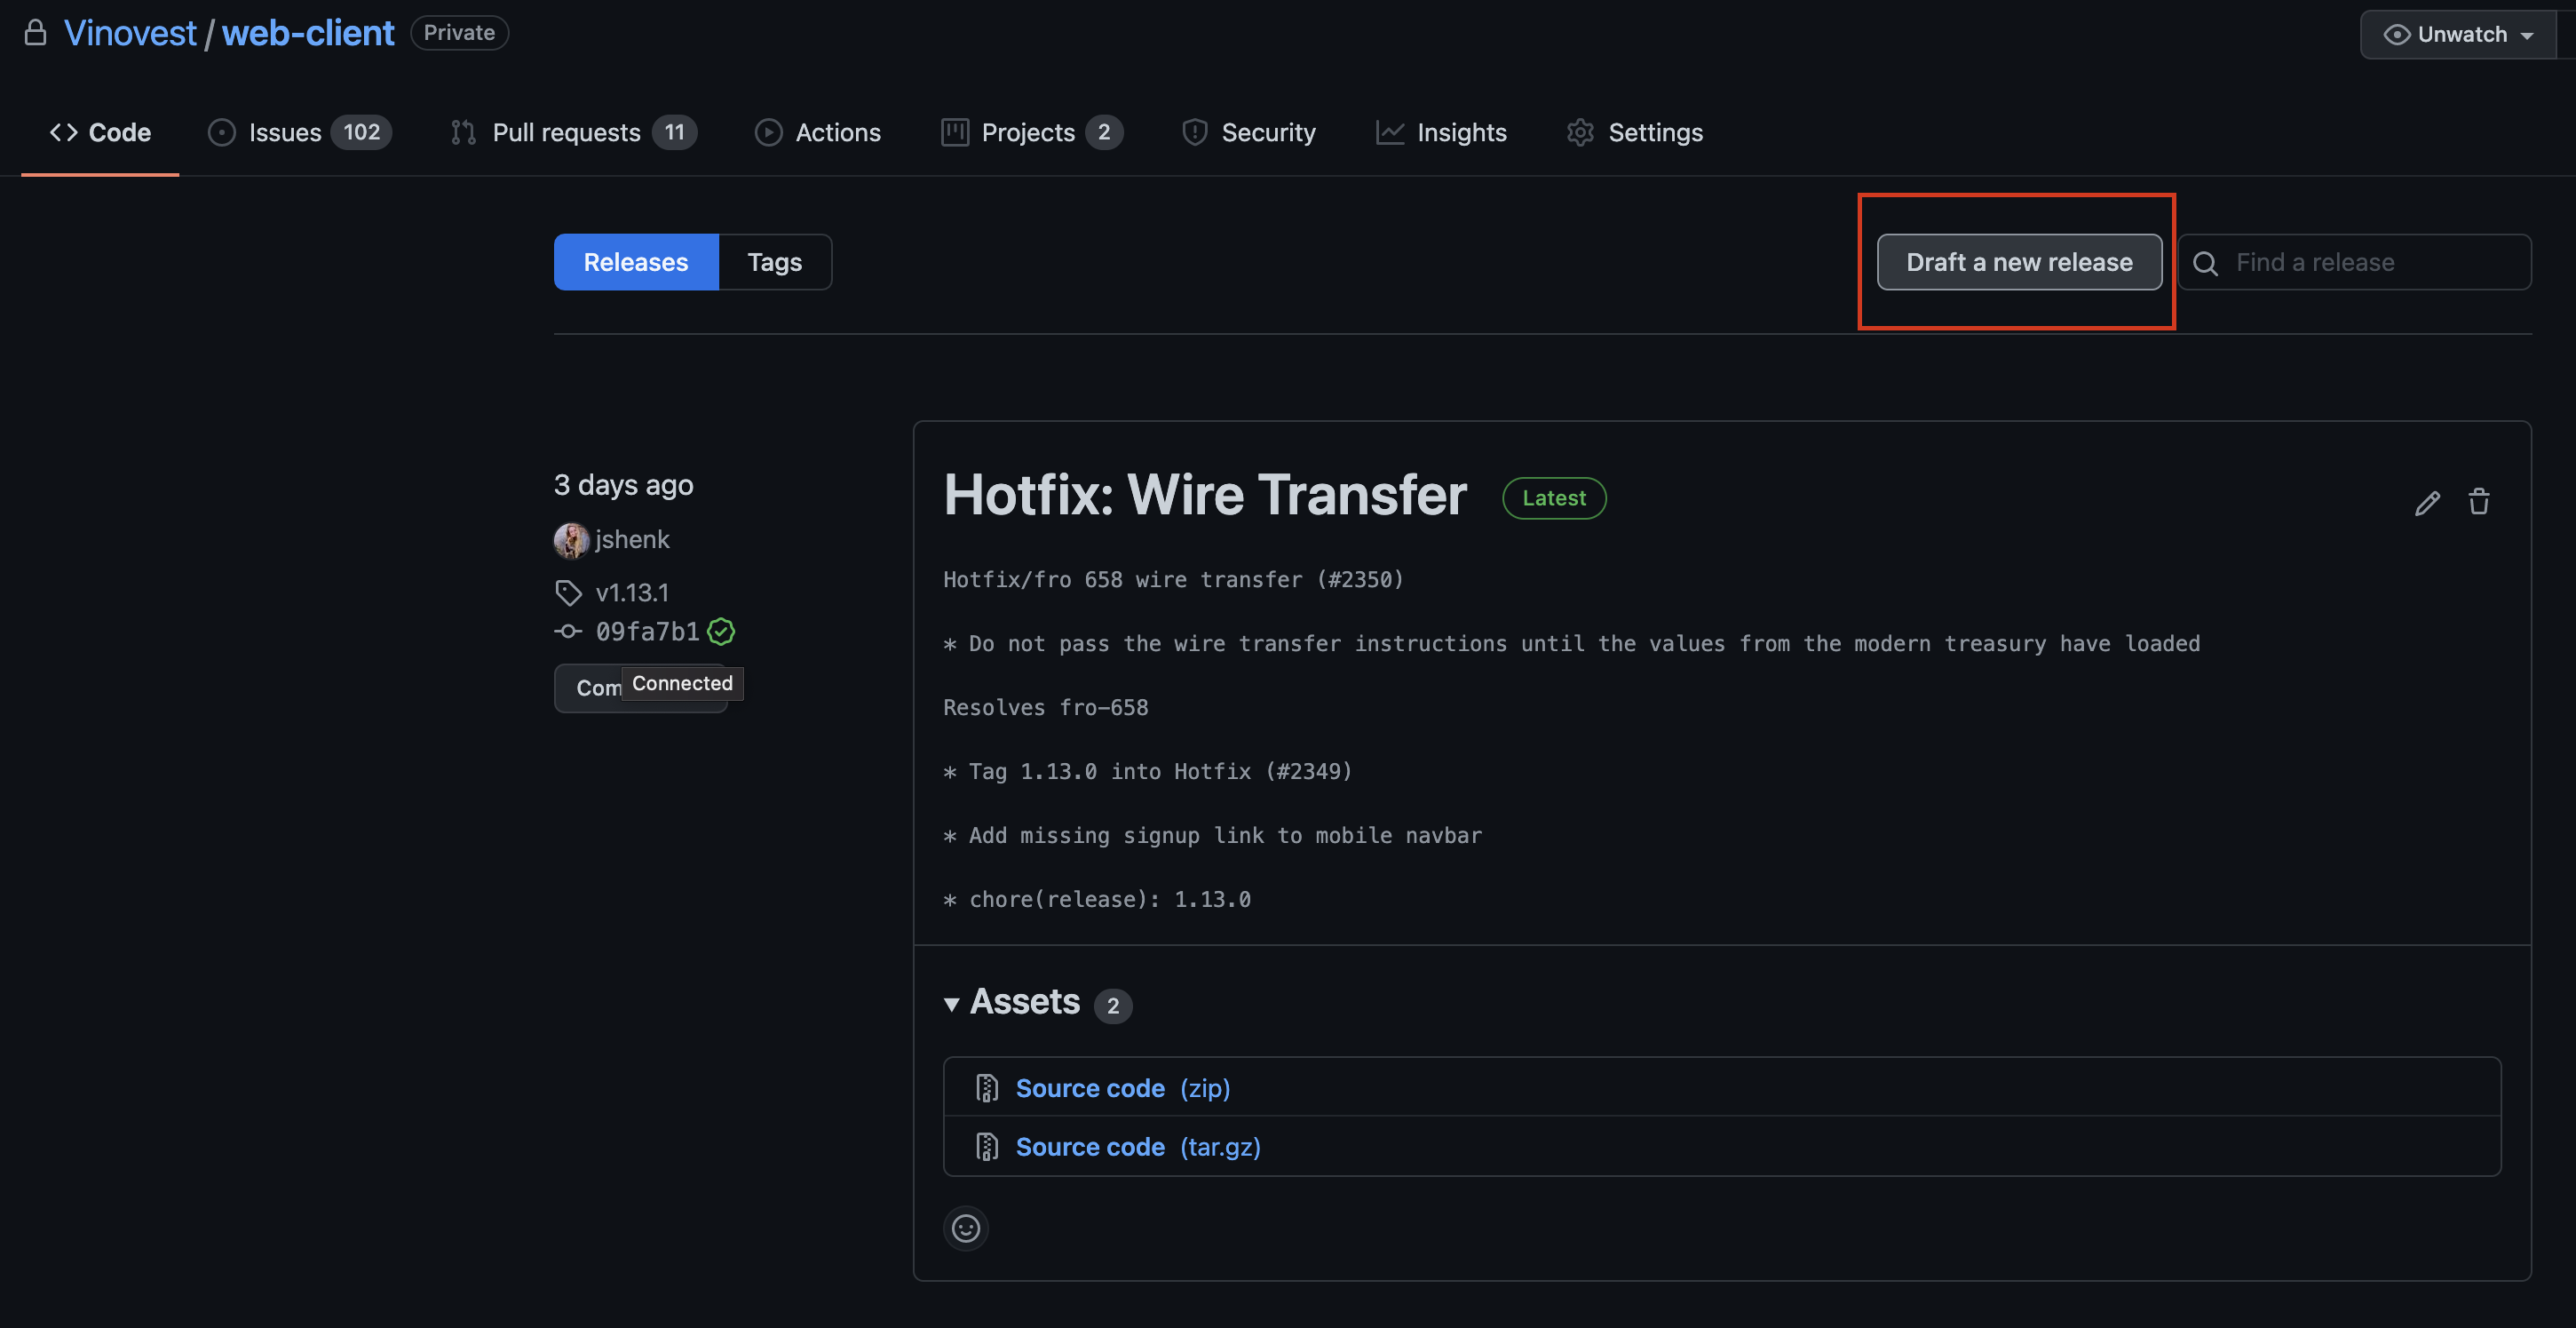 Vinovest / web-client Private
Unwatch
Code
Issues 102
Pull requests 11
Actions
Projects 2
Security
Insights
Settings
Releases Tags
Draft a new release
Find a release
3 days ago
jshenk
v1.13.1
09fa7b1
Com
Connected
Hotfix: Wire Transfer Latest
Hotfix/fro 658 wire transfer (#2350)
* Do not pass the wire transfer instructions until the values from the modern treasury have loaded
Resolves fro-658
* Tag 1.13.0 into Hotfix (#2349)
* Add missing signup link to mobile navbar
* chore(release): 1.13.0
Assets 2
Source code (zip)
Source code (tar.gz)